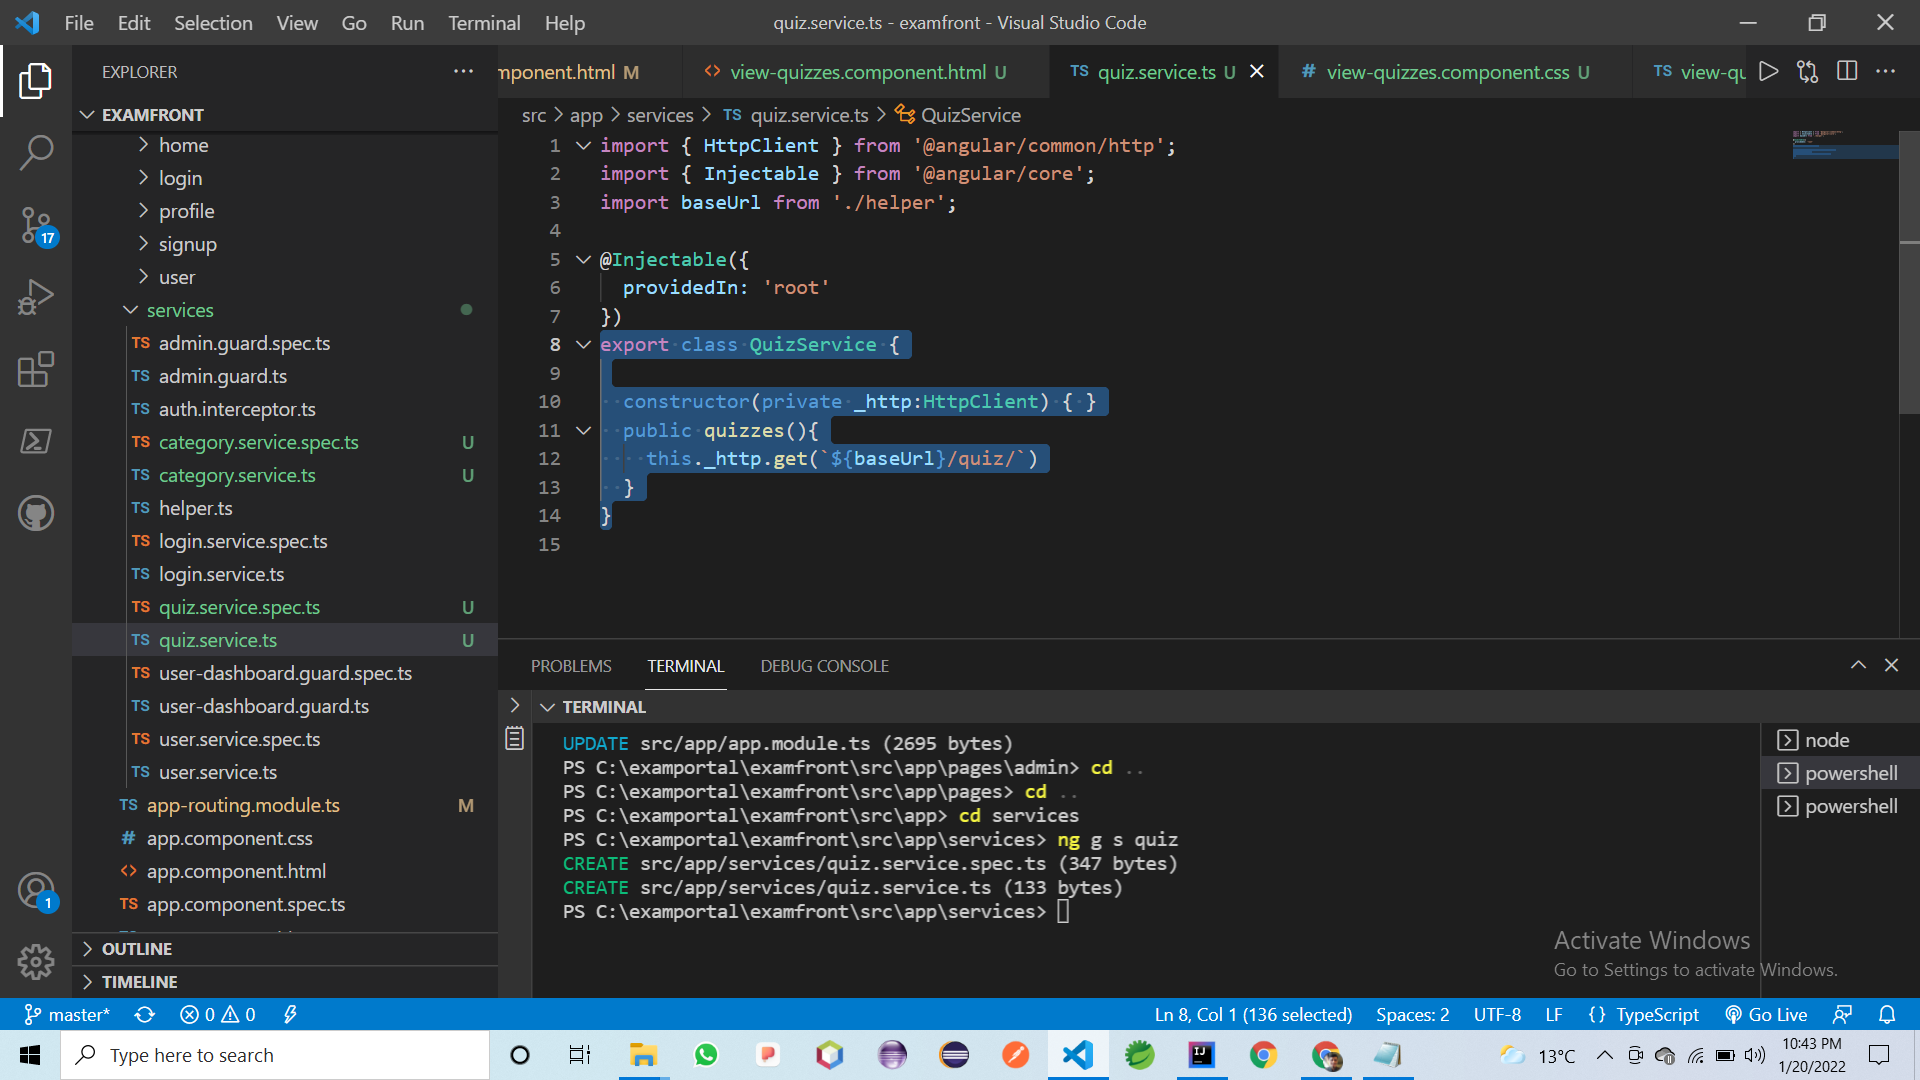 File Edit Selection View Go Run Terminal Help
quiz.service.ts - examfront - Visual Studio Code
EXPLORER
mponent.html M
view-quizzes.component.html U
TS quiz.service.ts U
# view-quizzes.component.css U
TS view-qu
EXAMFRONT
src > app > services > TS quiz.service.ts > QuizService
home
login
profile
signup
user
services
TS admin.guard.spec.ts
TS admin.guard.ts
TS auth.interceptor.ts
TS category.service.spec.ts U
TS category.service.ts U
TS helper.ts
TS login.service.spec.ts
TS login.service.ts
TS quiz.service.spec.ts U
TS quiz.service.ts U
TS user-dashboard.guard.spec.ts
TS user-dashboard.guard.ts
TS user.service.spec.ts
TS user.service.ts
TS app-routing.module.ts M
# app.component.css
<> app.component.html
TS app.component.spec.ts
OUTLINE
TIMELINE
17
1
1 import { HttpClient } from '@angular/common/http';
2 import { Injectable } from '@angular/core';
3 import baseUrl from './helper';
4
5 @Injectable({
6 providedIn: 'root'
7 })
8 export class QuizService {
9
10 constructor(private _http:HttpClient) { }
11 public quizzes(){
12 this._http.get(`${baseUrl}/quiz/`)
13 }
14 }
15
PROBLEMS TERMINAL DEBUG CONSOLE
TERMINAL
UPDATE src/app/app.module.ts (2695 bytes)
PS C:\examportal\examfront\src\app\pages\admin> cd ..
PS C:\examportal\examfront\src\app\pages> cd ..
PS C:\examportal\examfront\src\app> cd services
PS C:\examportal\examfront\src\app\services> ng g s quiz
CREATE src/app/services/quiz.service.spec.ts (347 bytes)
CREATE src/app/services/quiz.service.ts (133 bytes)
PS C:\examportal\examfront\src\app\services>
node
powershell
powershell
Activate Windows
Go to Settings to activate Windows.
master* 0 0
Ln 8, Col 1 (136 selected) Spaces: 2 UTF-8 LF {} TypeScript Go Live
Type here to search
13°C
10:43 PM
1/20/2022